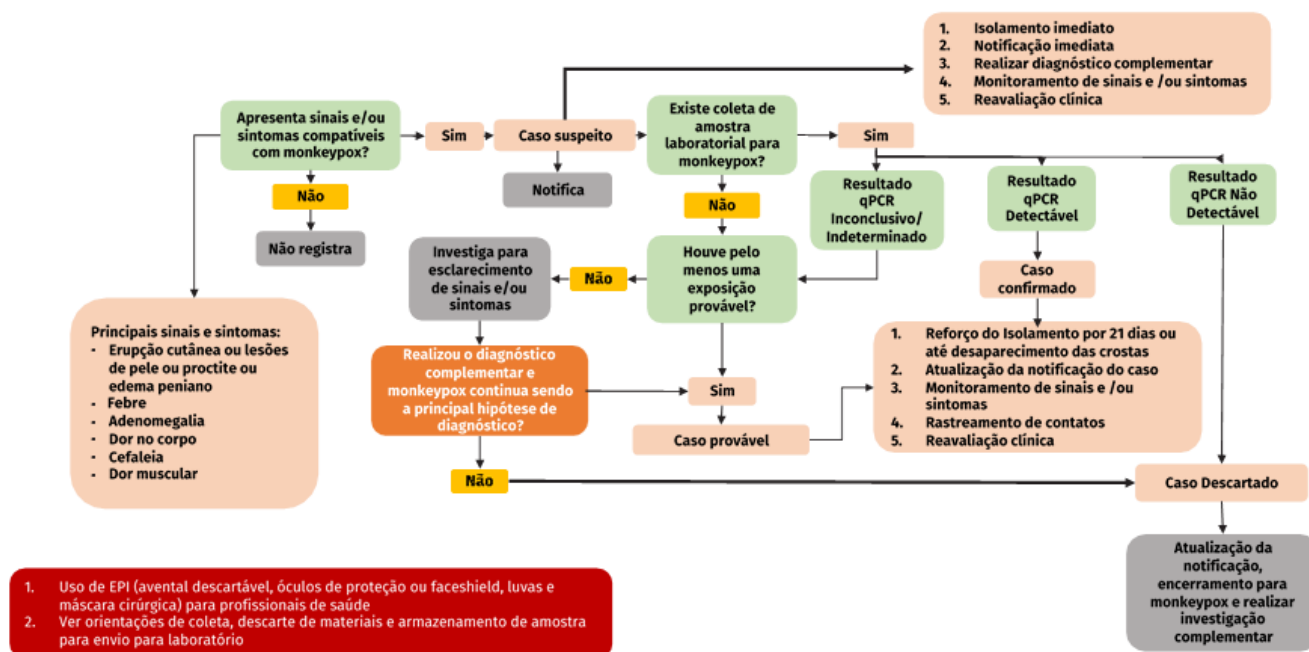 1. Isolamento imediato
2. Notificação imediata
3. Realizar diagnóstico complementar
4. Monitoramento de sinais e /ou sintomas
5. Reavaliação clínica
Apresenta sinais e/ou
sintomas compatíveis
com monkeypox?
Sim
Caso suspeito
Existe coleta de
amostra
laboratorial para
monkeypox?
Sim
Não
Não registra
Notifica
Não
Resultado
qPCR
Inconclusivo/
Indeterminado
Resultado
qPCR
Detectável
Resultado
qPCR Não
Detectável
Investiga para
esclarecimento
de sinais e/ou
sintomas
Não
Houve pelo
menos uma
exposição
provável?
Caso
confirmado
Principais sinais e sintomas:
- Erupção cutânea ou lesões
de pele ou proctite ou
edema peniano
- Febre
- Adenomegalia
- Dor no corpo
- Cefaleia
- Dor muscular
Realizou o diagnóstico
complementar e
monkeypox continua sendo
a principal hipótese de
diagnóstico?
Sim
Caso provável
1. Reforço do Isolamento por 21 dias ou
até desaparecimento das crostas
2. Atualização da notificação do caso
3. Monitoramento de sinais e /ou
sintomas
4. Rastreamento de contatos
5. Reavaliação clínica
Não
Caso Descartado
Atualização da
notificação,
encerramento para
monkeypox e realizar
investigação
complementar
1. Uso de EPI (avental descartável, óculos de proteção ou faceshield, luvas e
máscara cirúrgica) para profissionais de saúde
2. Ver orientações de coleta, descarte de materiais e armazenamento de amostra
para envio para laboratório